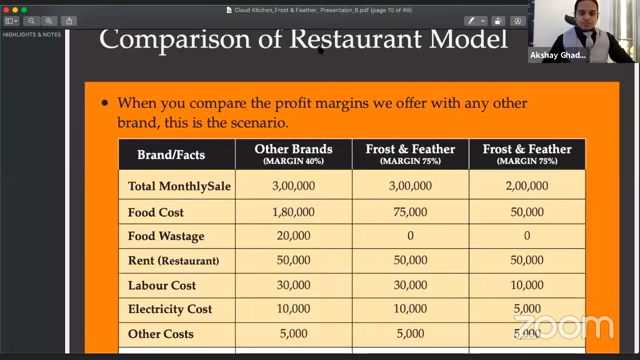 Cloud Kitchen_Frost & Feather_Presentaion_6.pdf (page 10 of 49)
HIGHLIGHTS & NOTES
Comparison of Restaurant Model
Akshay Ghad...
• When you compare the profit margins we offer with any other
brand, this is the scenario.
Brand/Facts Other Brands (MARGIN 40%) Frost & Feather (MARGIN 75%) Frost & Feather (MARGIN 75%)
Total MonthlySale 3,00,000 3,00,000 2,00,000
Food Cost 1,80,000 75,000 50,000
Food Wastage 20,000 0 0
Rent (Restaurant) 50,000 50,000 50,000
Labour Cost 30,000 30,000 10,000
Electricity Cost 10,000 10,000 5,000
Other Costs 5,000 5,000 5,000
zoom